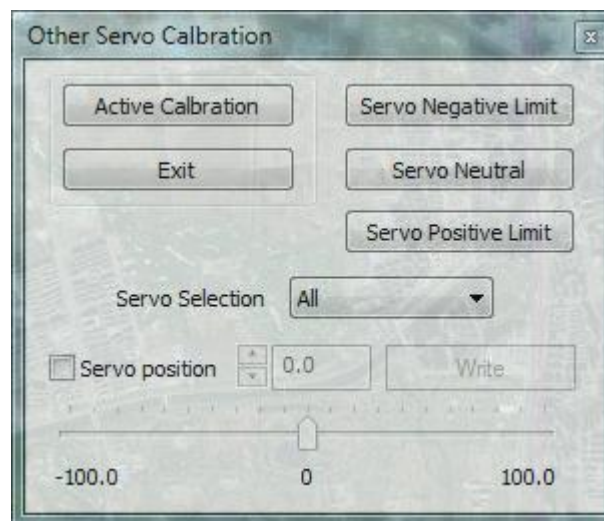 Other Servo Calbration
Active Calbration
Servo Negative Limit
Exit
Servo Neutral
Servo Positive Limit
Servo Selection All
Servo position 0.0 Write
-100.0 0 100.0